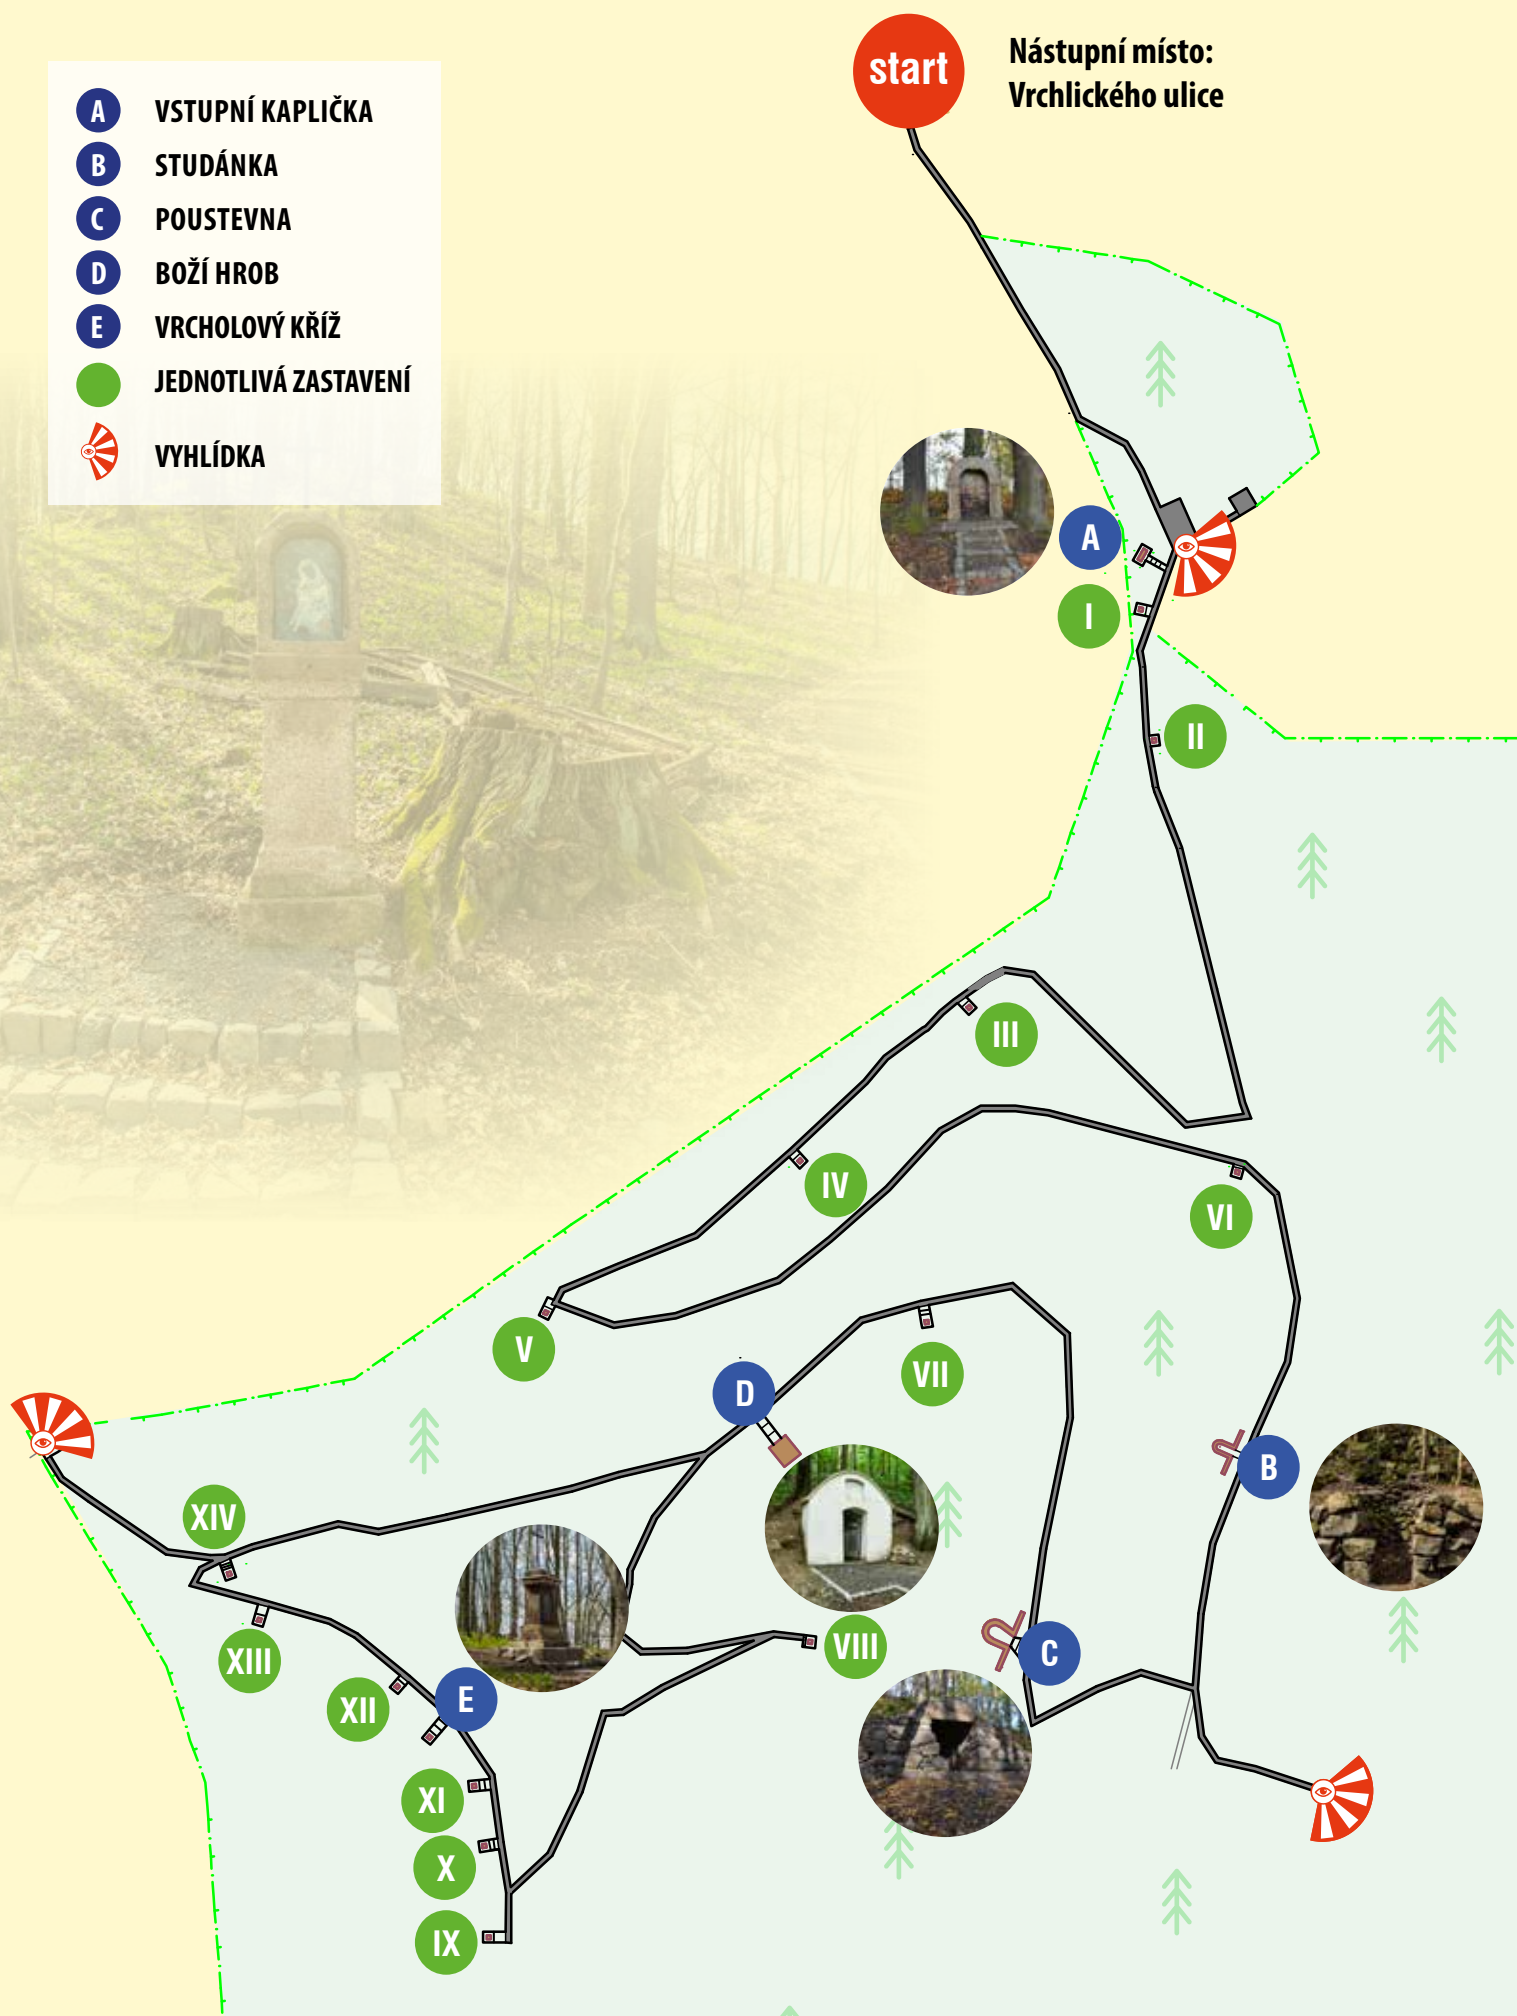 start
Nástupní místo:
Vrchlického ulice
A VSTUPNÍ KAPLIČKA
B STUDÁNKA
C POUSTEVNA
D BOŽÍ HROB
E VRCHOLOVÝ KŘÍŽ
JEDNOTLIVÁ ZASTAVENÍ
VYHLÍDKA
A
I
II
III
IV
VI
V
VII
D
B
XIV
VIII
C
XIII
E
XII
XI
X
IX